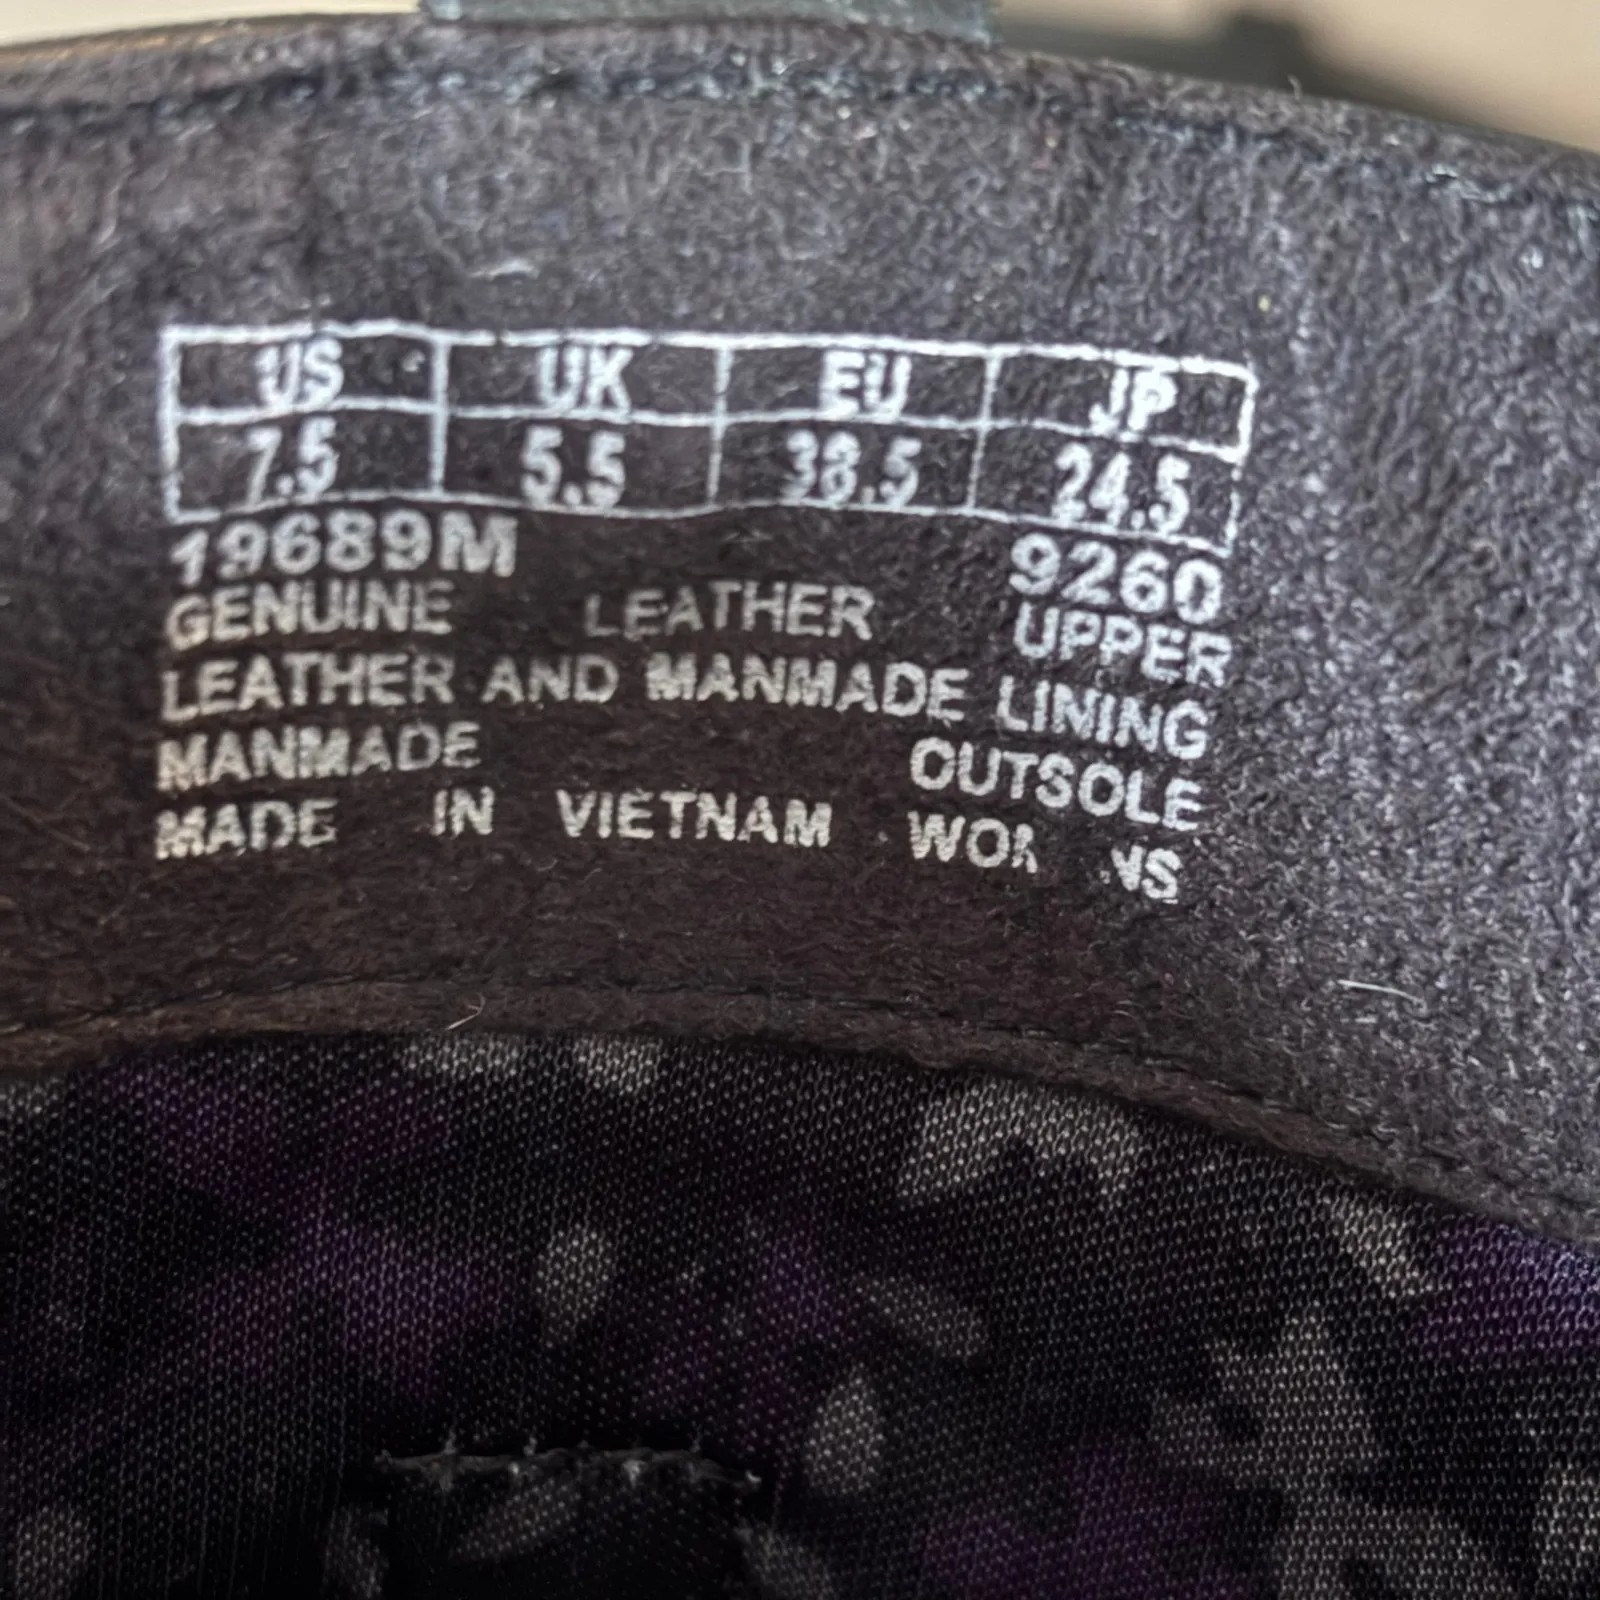 US UK EU JP
7.5 5.5 38.5 24.5
19689M 9260
GENUINE LEATHER UPPER
LEATHER AND MANMADE LINING
MANMADE OUTSOLE
MADE IN VIETNAM